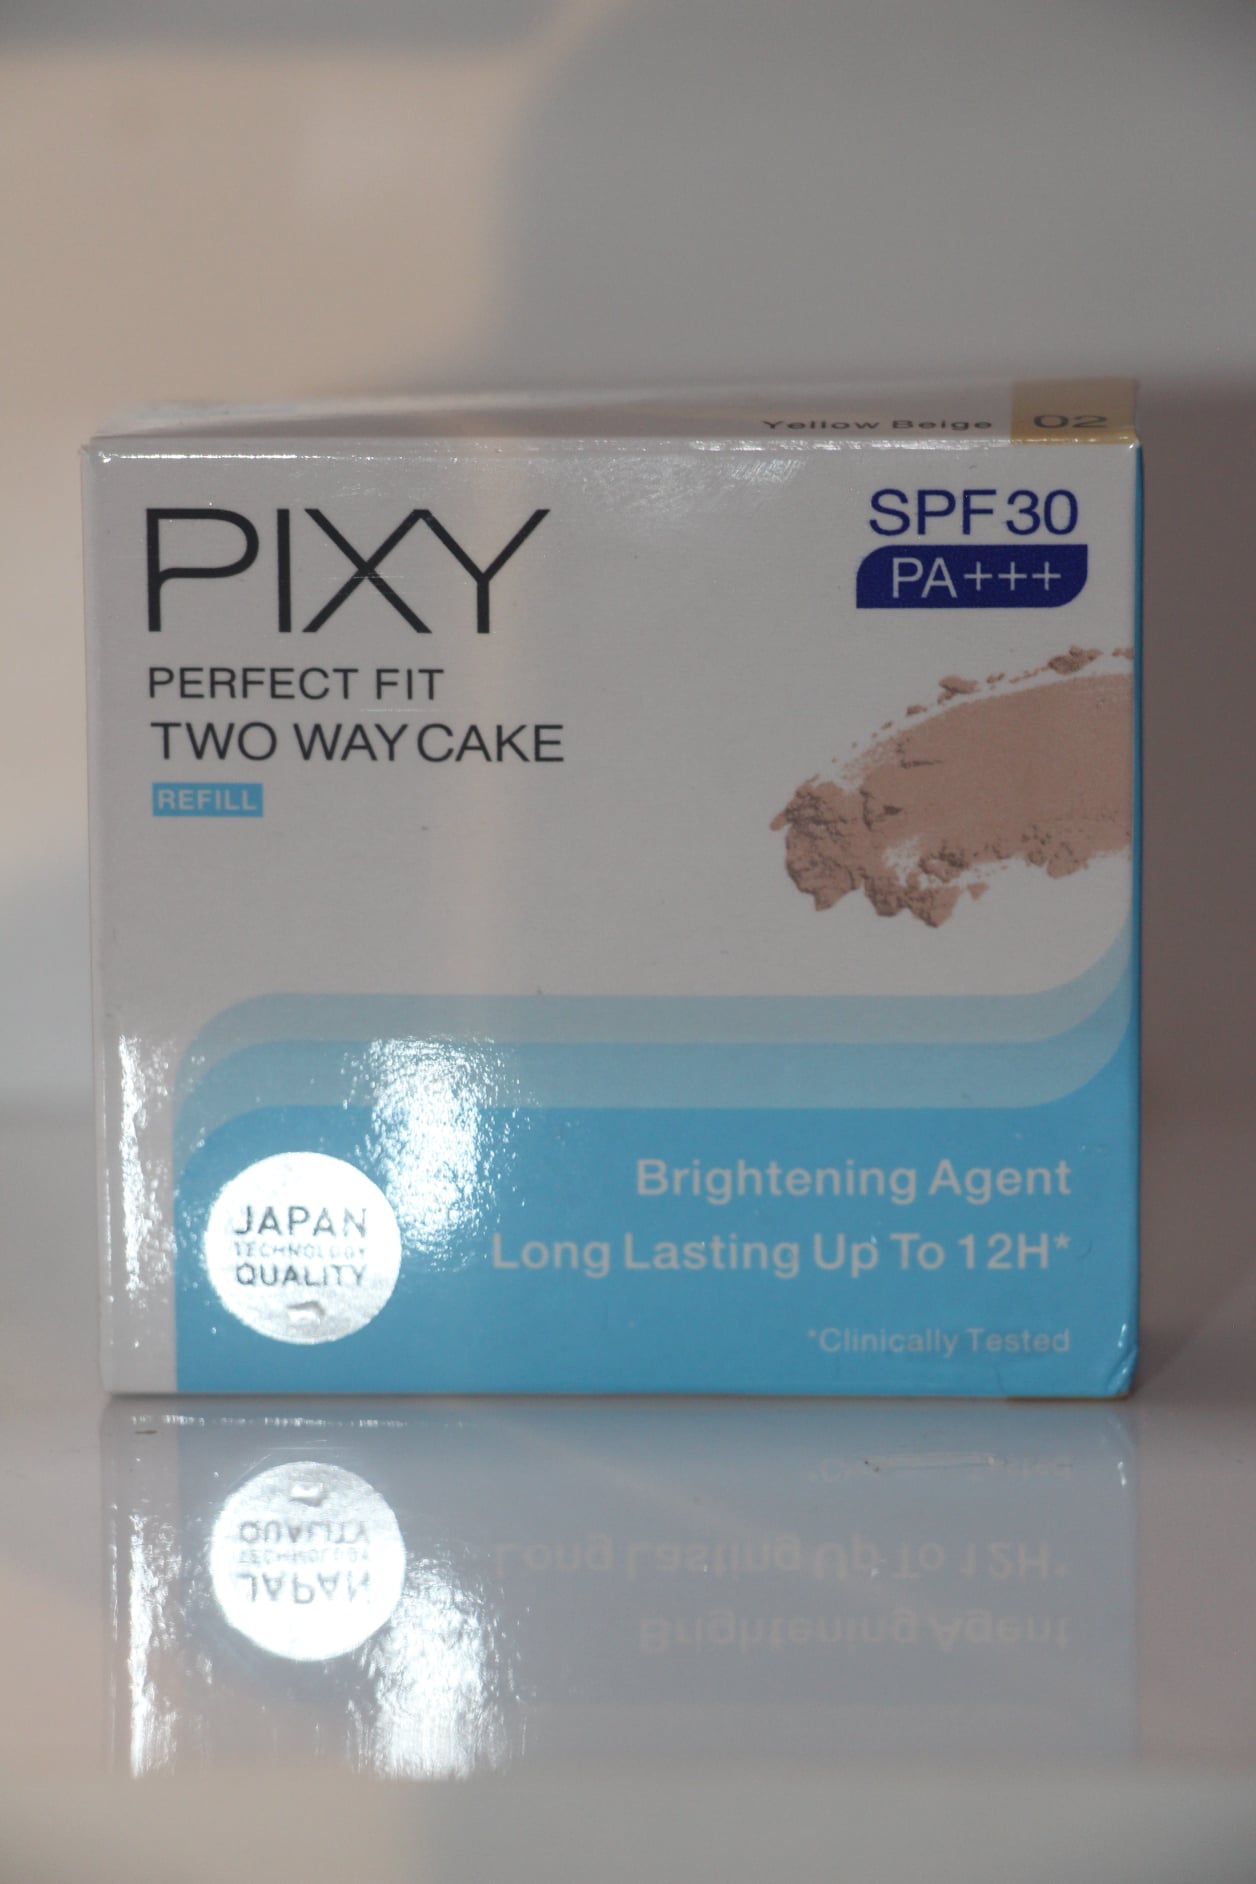 Yellow Beige 02
PIXY
SPF 30
PA+++
PERFECT FIT
TWO WAY CAKE
REFILL
Brightening Agent
Long Lasting Up To 12H*
JAPAN
TECHNOLOGY
QUALITY
*Clinically Tested